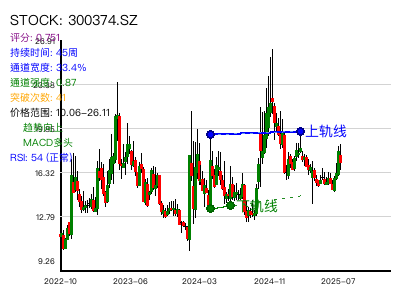 STOCK: 300374.SZ
评分: 0.751
持续时间: 45周
通道宽度: 33.4%
通道强度: 0.87
突破次数: 41
价格范围: 10.06–26.11
趋势向上
MACD多头
RSI: 54 (正常)
上轨线
下轨线
16.32
12.79
9.26
2022–10
2023–06
2024–03
2024–11
2025–07